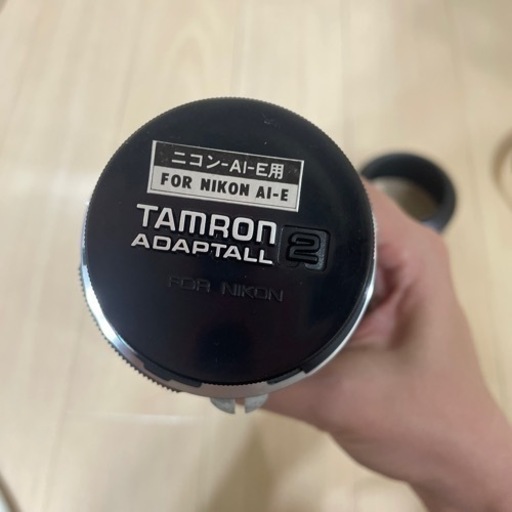 ニコン-AI-E用
FOR NIKON AI-E
TAMRON
ADAPTALL 2
FOR NIKON